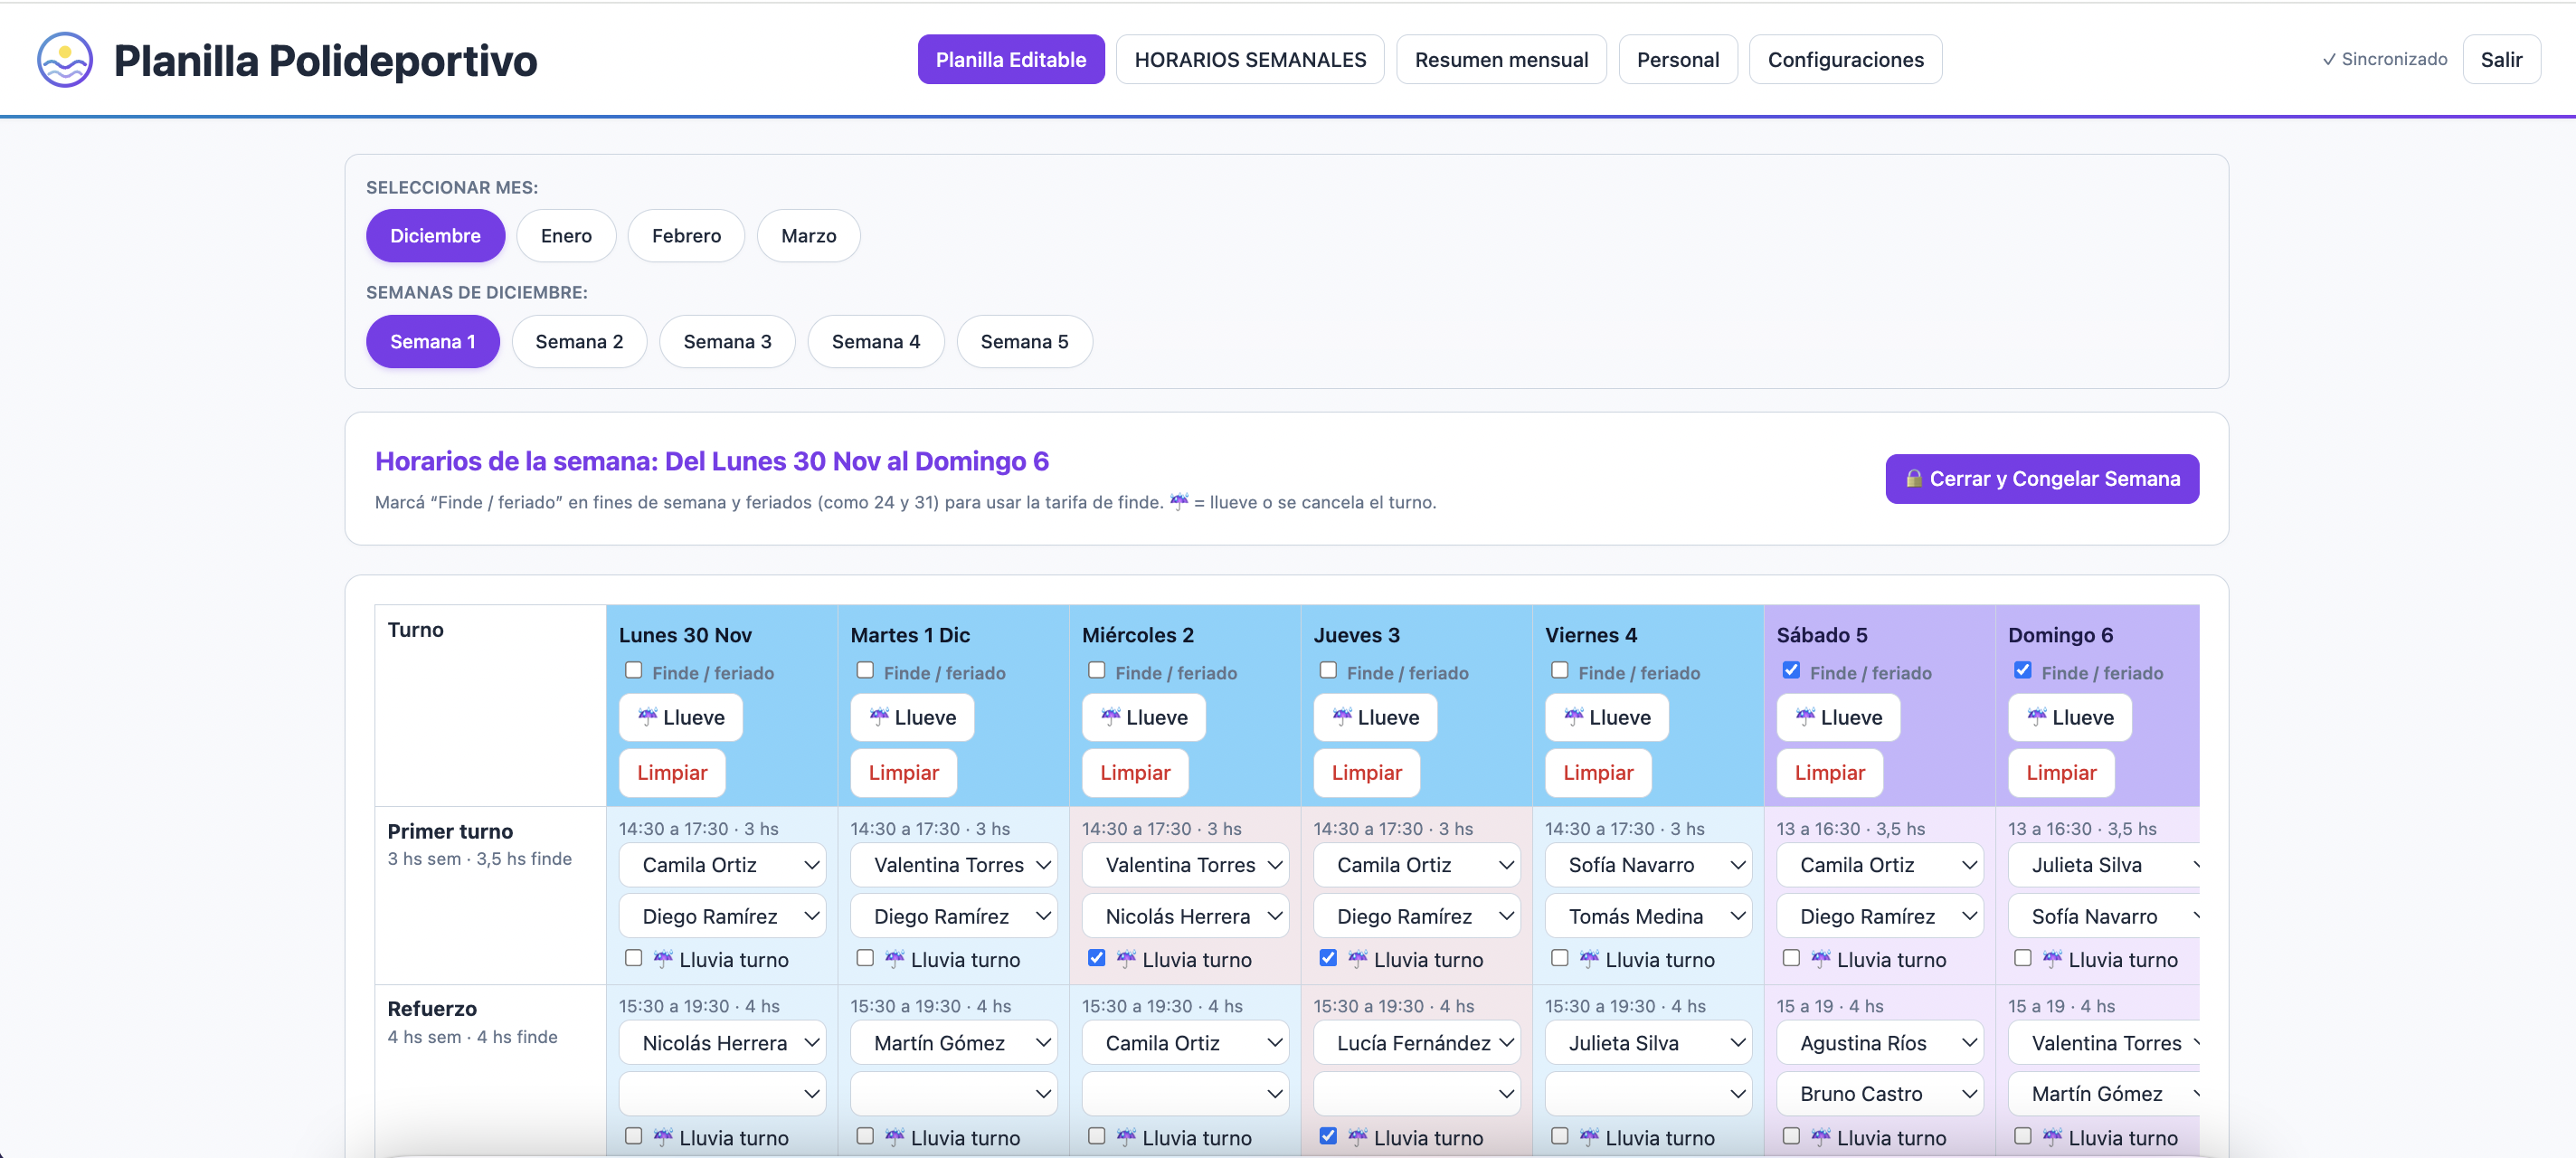 Planilla Polideportivo
Planilla Editable HORARIOS SEMANALES Resumen mensual Personal Configuraciones
✓ Sincronizado Salir
SELECCIONAR MES:
Diciembre Enero Febrero Marzo
SEMANAS DE DICIEMBRE:
Semana 1 Semana 2 Semana 3 Semana 4 Semana 5
Horarios de la semana: Del Lunes 30 Nov al Domingo 6
Marcá “Finde / feriado” en fines de semana y feriados (como 24 y 31) para usar la tarifa de finde. ☔ = llueve o se cancela el turno.
🔒 Cerrar y Congelar Semana
Turno Lunes 30 Nov Martes 1 Dic Miércoles 2 Jueves 3 Viernes 4 Sábado 5 Domingo 6
Finde / feriado Finde / feriado Finde / feriado Finde / feriado Finde / feriado Finde / feriado Finde / feriado
☔ Llueve ☔ Llueve ☔ Llueve ☔ Llueve ☔ Llueve ☔ Llueve ☔ Llueve
Limpiar Limpiar Limpiar Limpiar Limpiar Limpiar Limpiar
Primer turno
3 hs sem · 3,5 hs finde
14:30 a 17:30 · 3 hs 14:30 a 17:30 · 3 hs 14:30 a 17:30 · 3 hs 14:30 a 17:30 · 3 hs 14:30 a 17:30 · 3 hs 13 a 16:30 · 3,5 hs 13 a 16:30 · 3,5 hs
Camila Ortiz Valentina Torres Valentina Torres Camila Ortiz Sofía Navarro Camila Ortiz Julieta Silva
Diego Ramírez Diego Ramírez Nicolás Herrera Diego Ramírez Tomás Medina Diego Ramírez Sofía Navarro
☔ Lluvia turno ☔ Lluvia turno ☔ Lluvia turno ☔ Lluvia turno ☔ Lluvia turno ☔ Lluvia turno ☔ Lluvia turno
Refuerzo
4 hs sem · 4 hs finde
15:30 a 19:30 · 4 hs 15:30 a 19:30 · 4 hs 15:30 a 19:30 · 4 hs 15:30 a 19:30 · 4 hs 15:30 a 19:30 · 4 hs 15 a 19 · 4 hs 15 a 19 · 4 hs
Nicolás Herrera Martín Gómez Camila Ortiz Lucía Fernández Julieta Silva Agustina Ríos Valentina Torres
Bruno Castro Martín Gómez
☔ Lluvia turno ☔ Lluvia turno ☔ Lluvia turno ☔ Lluvia turno ☔ Lluvia turno ☔ Lluvia turno ☔ Lluvia turno